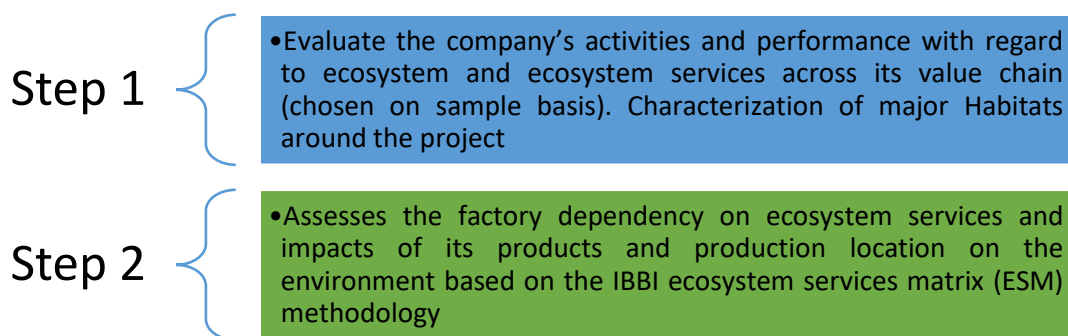 Step 1
•Evaluate the company’s activities and performance with regard
to ecosystem and ecosystem services across its value chain
(chosen on sample basis). Characterization of major Habitats
around the project
Step 2
•Assesses the factory dependency on ecosystem services and
impacts of its products and production location on the
environment based on the IBBI ecosystem services matrix (ESM)
methodology